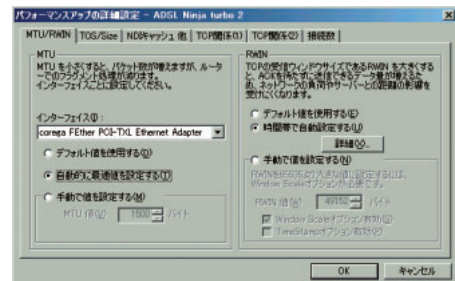 パフォーマンスアップの詳細設定 - ADSL Ninja turbo 2
MTU/RWIN
TOS/Size
NDISキャッシュ 他
TCP関係(1)
TCP関係(2)
接続数
MTU
MTU を小さくすると、パケット数が増えますが、ルータ
ーでのフラグメント処理が減ります。
インターフェイスごとに設定してください。
インターフェイス(I):
corega FEther PCI-TXL Ethernet Adapter
デフォルト値を使用する(D)
自動的に最適値を設定する(T)
手動で値を設定する(M)
MTU 値(V)
1500
バイト
RWIN
TCPの受信ウィンドウサイズであるRWIN を大きくする
と、ACKを待たずに送信できるデータ量が増えるた
め、ネットワークの負荷やサーバーとの距離の影響を
受けにくくなります。
デフォルト値を使用する(E)
時間帯で自動設定する(U)
詳細(X)...
手動で値を設定する(N)
RWINを65535より大きな値に設定するには、
Window Scaleオプションが必要です。
RWIN 値(W)
49152
バイト
Window Scaleオプション有効(S)
TimeStampオプション有効(P)
OK
キャンセル